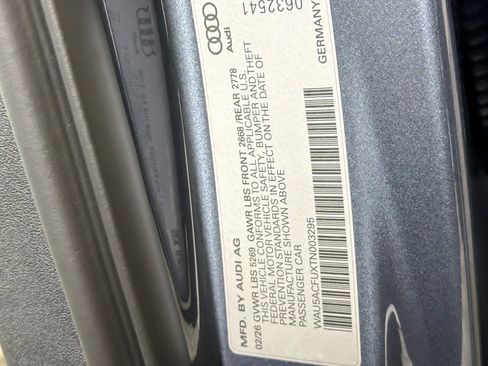 MFD. BY AUDI AG
02/26 GVWR LBS 5269 GAWR LBS FRONT 2668 /REAR 2778
THIS VEHICLE CONFORMS TO ALL APPLICABLE U.S.
FEDERAL MOTOR VEHICLE SAFETY, BUMPER AND THEFT
PREVENTION STANDARDS IN EFFECT ON THE DATE OF
MANUFACTURE SHOWN ABOVE
PASSENGER CAR
WAU5ACFUXTN003295
Audi
0632541
GERMANY